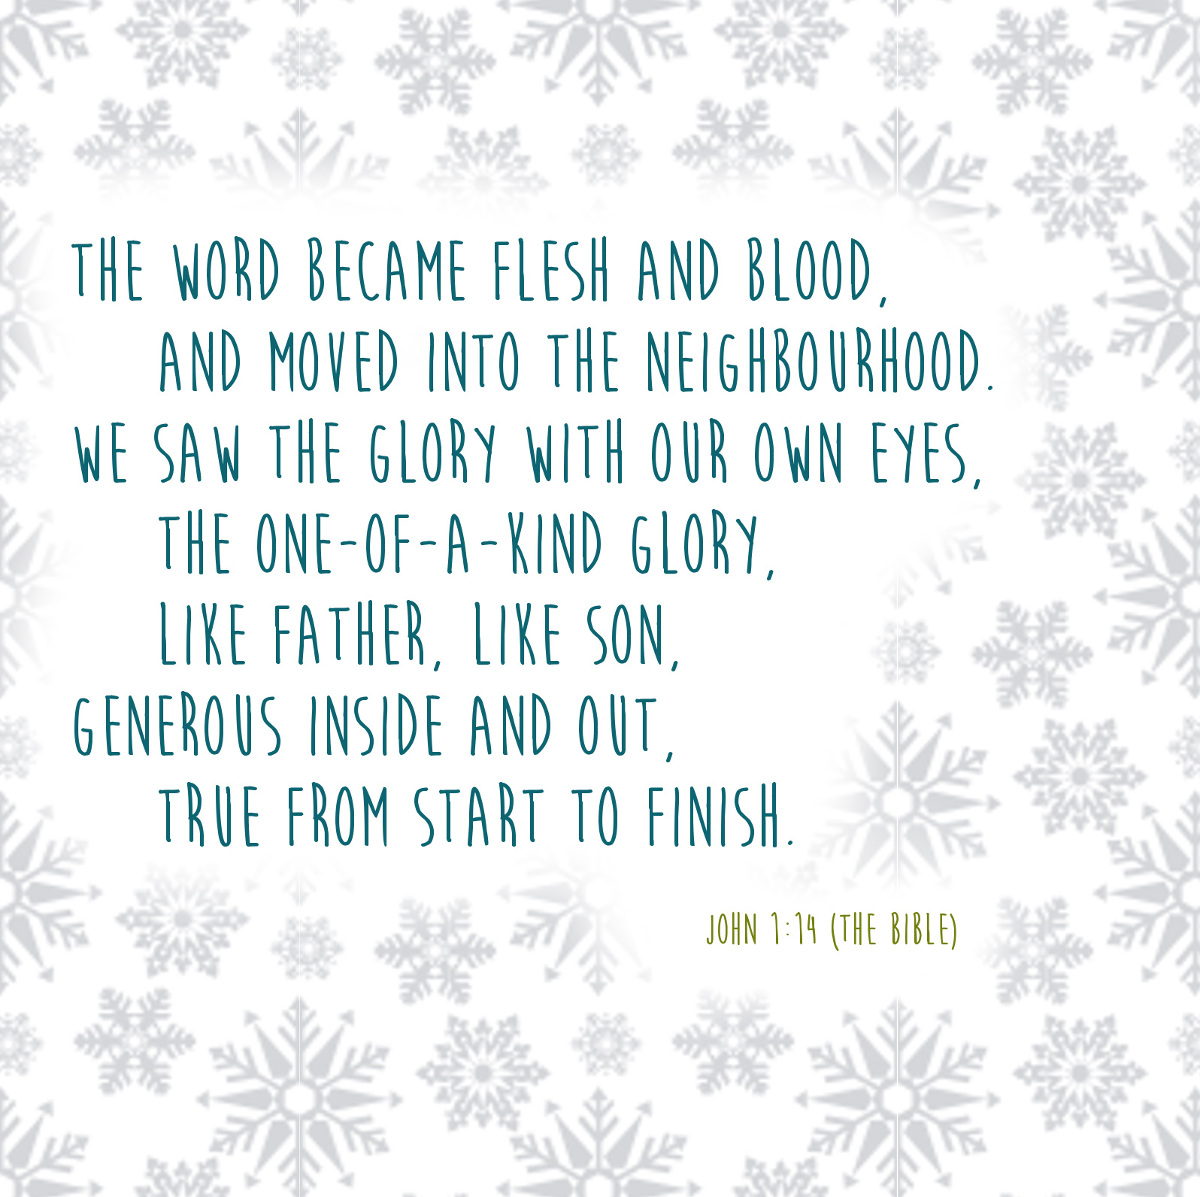 THE WORD BECAME FLESH AND BLOOD,
AND MOVED INTO THE NEIGHBOURHOOD.
WE SAW THE GLORY WITH OUR OWN EYES,
THE ONE-OF-A-KIND GLORY,
LIKE FATHER, LIKE SON,
GENEROUS INSIDE AND OUT,
TRUE FROM START TO FINISH.
JOHN 1:14 (THE BIBLE)